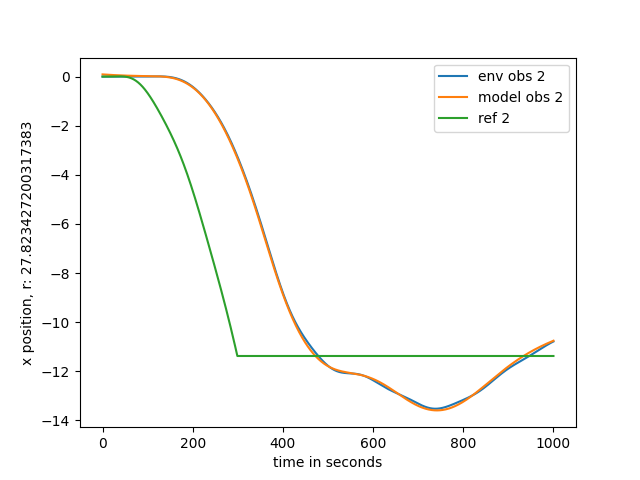 env obs 2
model obs 2
ref 2
0
−2
−4
−6
−8
−10
−12
−14
x position, r: 27.823427200317383
0
200
400
600
800
1000
time in seconds